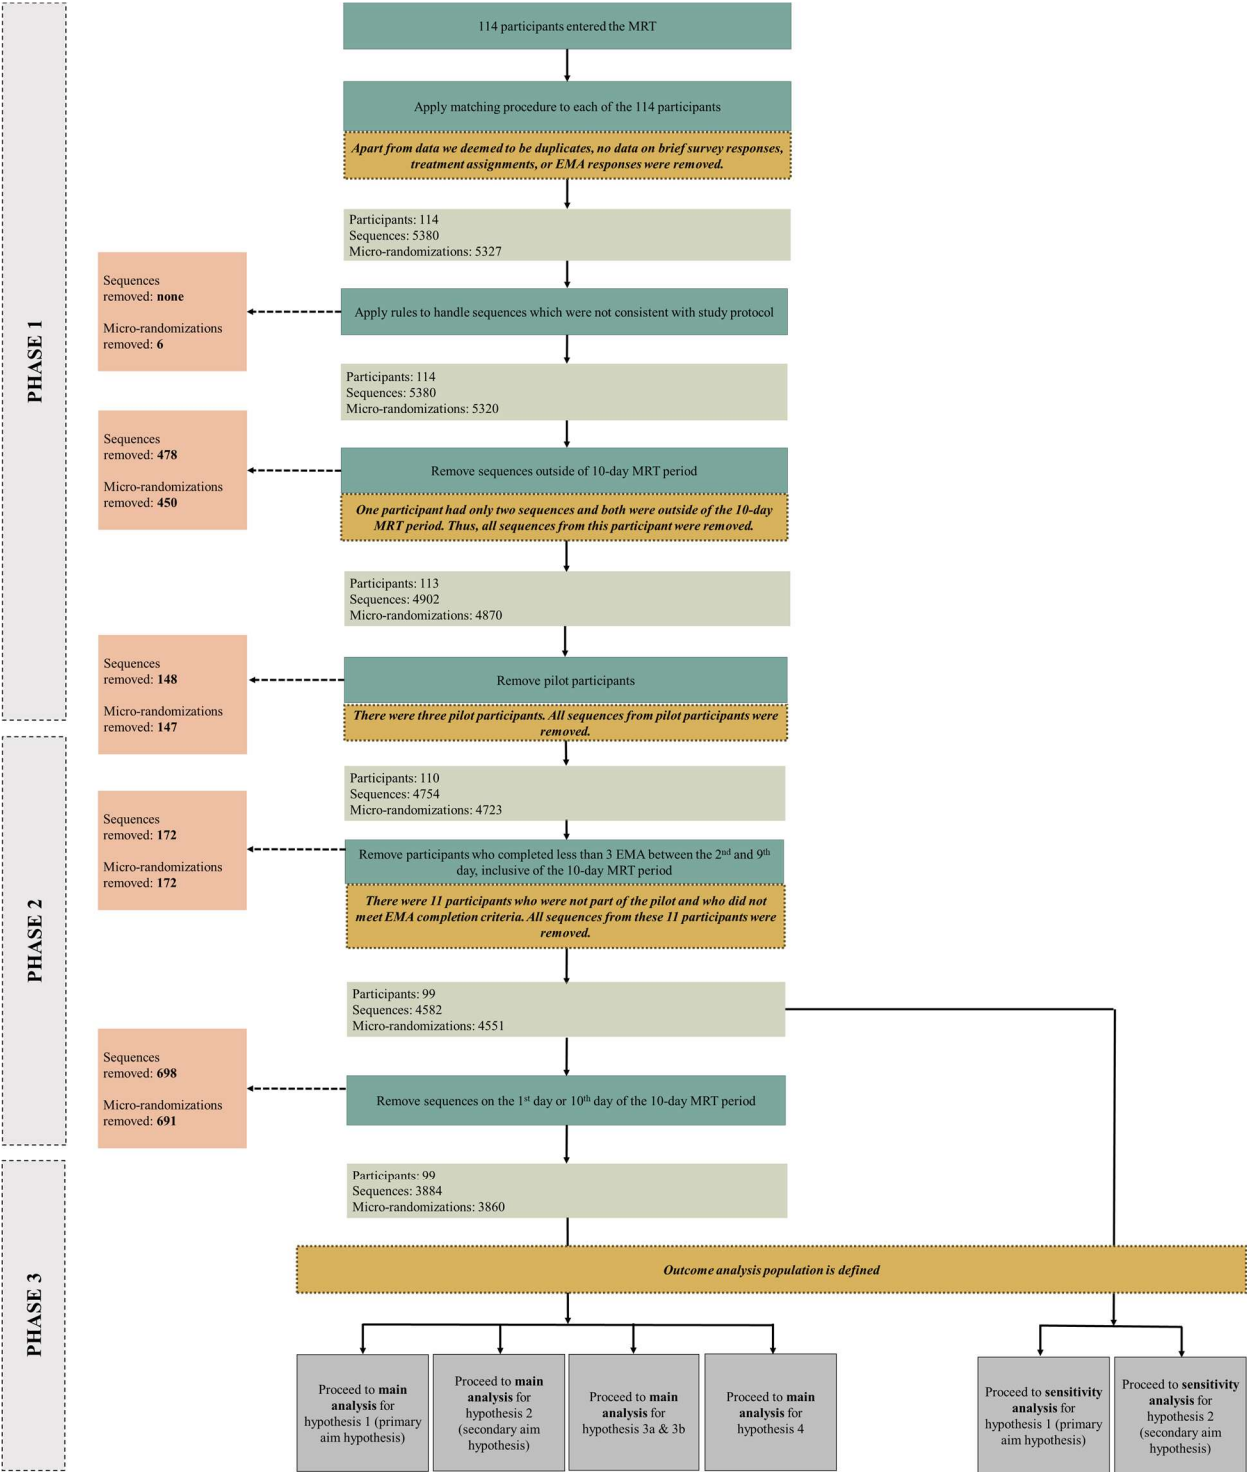 PHASE 1
114 participants entered the MRT
Apply matching procedure to each of the 114 participants
Apart from data we deemed to be duplicates, no data on brief survey responses,
treatment assignments, or EMA responses were removed.
Participants: 114
Sequences: 5380
Micro-randomizations: 5327
Apply rules to handle sequences which were not consistent with study protocol
Sequences
removed: none
Micro-randomizations
removed: 6
Participants: 114
Sequences: 5380
Micro-randomizations: 5320
Remove sequences outside of 10-day MRT period
One participant had only two sequences and both were outside of the 10-day
MRT period. Thus, all sequences from this participant were removed.
Sequences
removed: 478
Micro-randomizations
removed: 450
Participants: 113
Sequences: 4902
Micro-randomizations: 4870
Remove pilot participants
There were three pilot participants. All sequences from pilot participants were
removed.
Sequences
removed: 148
Micro-randomizations
removed: 147
PHASE 2
Participants: 110
Sequences: 4754
Micro-randomizations: 4723
Remove participants who completed less than 3 EMA between the 2nd and 9th
day, inclusive of the 10-day MRT period
There were 11 participants who were not part of the pilot and who did not
meet EMA completion criteria. All sequences from these 11 participants were
removed.
Sequences
removed: 172
Micro-randomizations
removed: 172
Participants: 99
Sequences: 4582
Micro-randomizations: 4551
Remove sequences on the 1st day or 10th day of the 10-day MRT period
Sequences
removed: 698
Micro-randomizations
removed: 691
PHASE 3
Participants: 99
Sequences: 3884
Micro-randomizations: 3860
Outcome analysis population is defined
Proceed to main
analysis for
hypothesis 1 (primary
aim hypothesis)
Proceed to main
analysis for
hypothesis 2
(secondary aim
hypothesis)
Proceed to main
analysis for
hypothesis 3a & 3b
Proceed to main
analysis for
hypothesis 4
Proceed to sensitivity
analysis for
hypothesis 1 (primary
aim hypothesis)
Proceed to sensitivity
analysis for
hypothesis 2
(secondary aim
hypothesis)